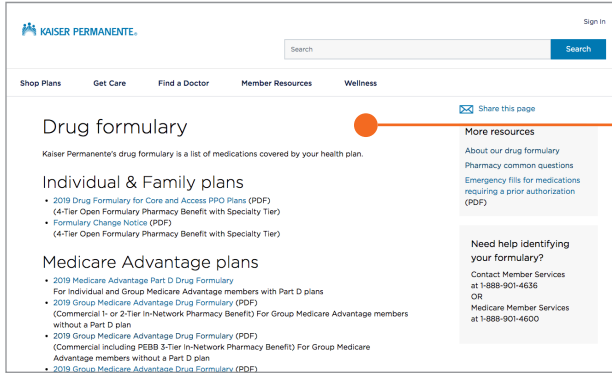 Sign In
KAISER PERMANENTE®
Search
Search
Shop Plans
Get Care
Find a Doctor
Member Resources
Wellness
Share this page
Drug formulary
Kaiser Permanente's drug formulary is a list of medications covered by your health plan.
Individual & Family plans
• 2019 Drug Formulary for Core and Access PPO Plans (PDF)
(4-Tier Open Formulary Pharmacy Benefit with Specialty Tier)
• Formulary Change Notice (PDF)
(4-Tier Open Formulary Pharmacy Benefit with Specialty Tier)
Medicare Advantage plans
• 2019 Medicare Advantage Part D Drug Formulary
For Individual and Group Medicare Advantage members with Part D plans
• 2019 Group Medicare Advantage Drug Formulary (PDF)
(Commercial 1- or 2-Tier In-Network Pharmacy Benefit) For Group Medicare Advantage members
without a Part D plan
• 2019 Group Medicare Advantage Drug Formulary (PDF)
(Commercial including PEBB 3-Tier In-Network Pharmacy Benefit) For Group Medicare
Advantage members without a Part D plan
• 2019 Group Medicare Advantage Drug Formulary (PDF)
More resources
About our drug formulary
Pharmacy common questions
Emergency fills for medications
requiring a prior authorization
(PDF)
Need help identifying
your formulary?
Contact Member Services
at 1-888-901-4636
OR
Medicare Member Services
at 1-888-901-4600